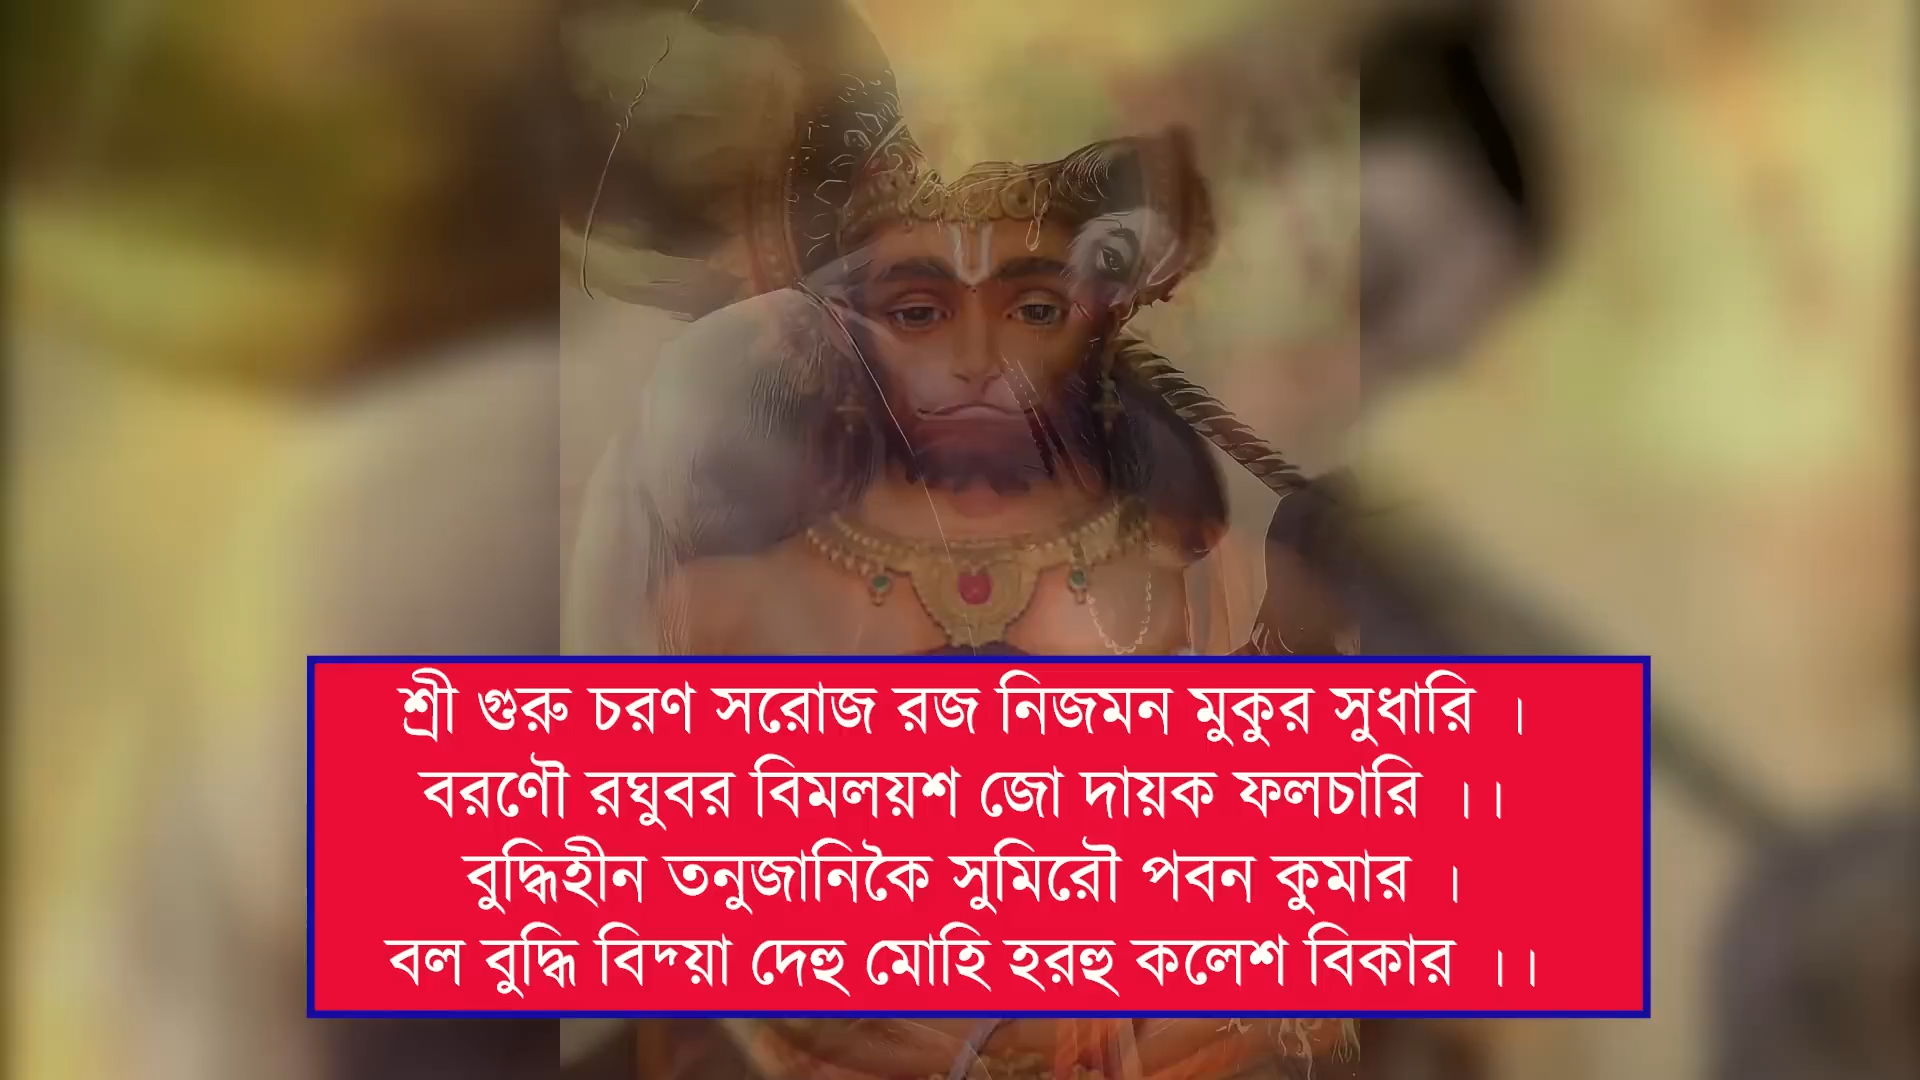 শ্রী গুরু চরণ সরোজ রজ নিজমন মুকুর সুধারি ।
বরণৌ রঘুবর বিমলয়শ জো দায়ক ফলচারি ।।
বুদ্ধিহীন তনুজানিকৈ সুমিরৌ পবন কুমার ।
বল বুদ্ধি বিদ্য়া দেহু মোহি হরহু কলেশ বিকার ।।